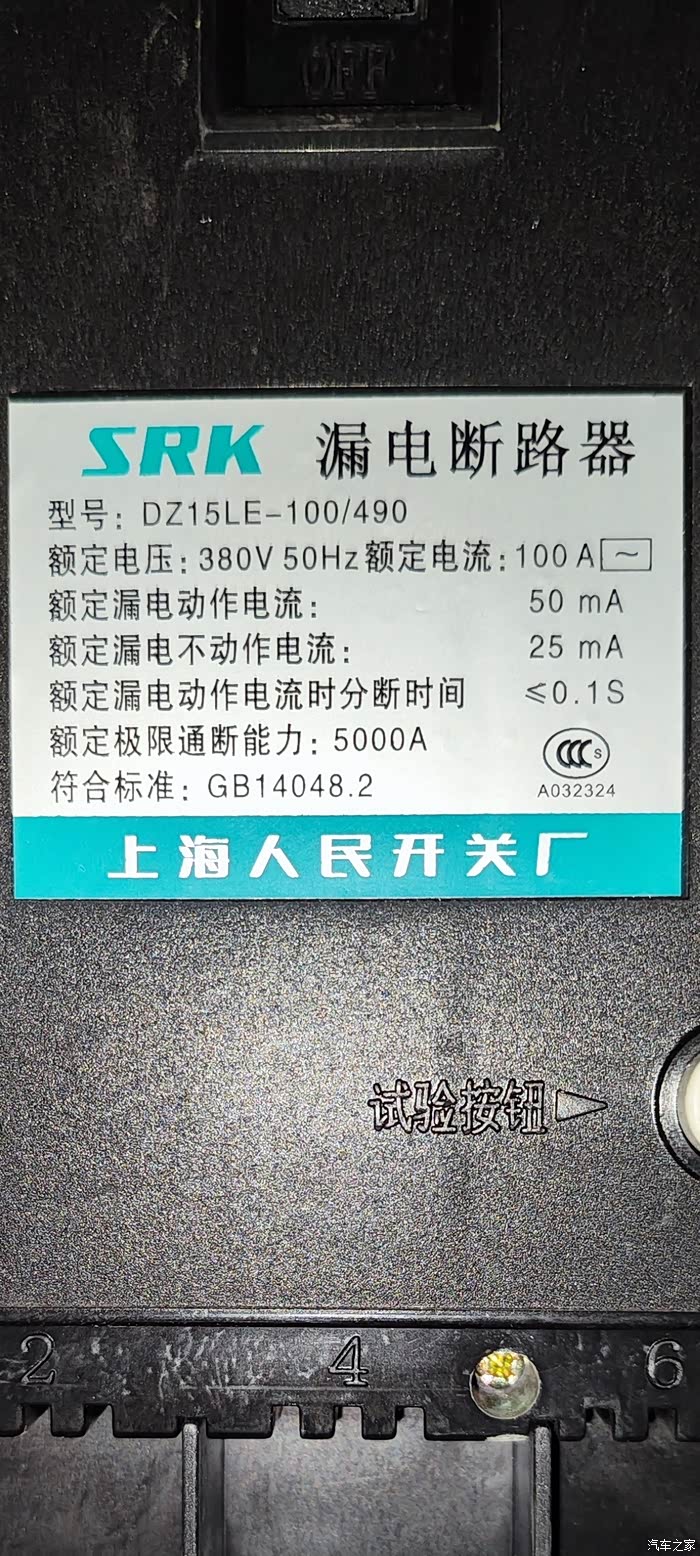 OFF
SRK 漏电断路器
型号: DZ15LE-100/490
额定电压: 380V 50Hz 额定电流: 100A ~
额定漏电动作电流: 50 mA
额定漏电不动作电流: 25 mA
额定漏电动作电流时分断时间 ≤0.1S
额定极限通断能力: 5000A
符合标准: GB14048.2
CCC S
A032324
上海人民开关厂
试验按钮
2 4 6
汽车之家